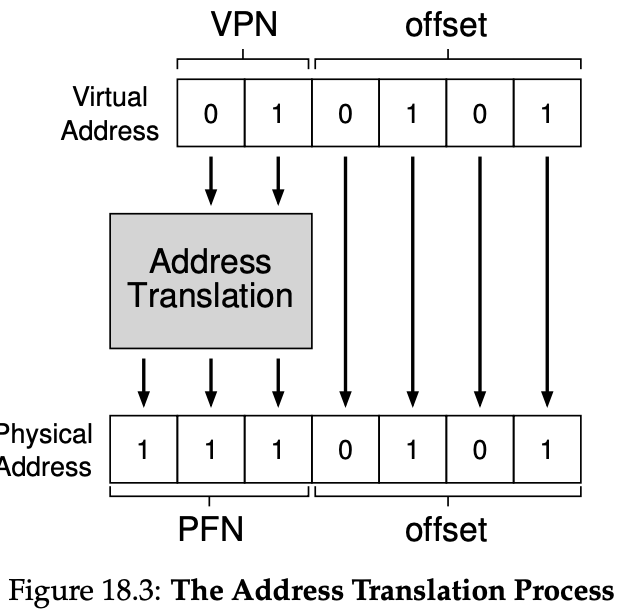 VPN offset
Virtual
Address
0 1 0 1 0 1
Address
Translation
Physical
Address
1 1 1 0 1 0 1
PFN offset
Figure 18.3: The Address Translation Process